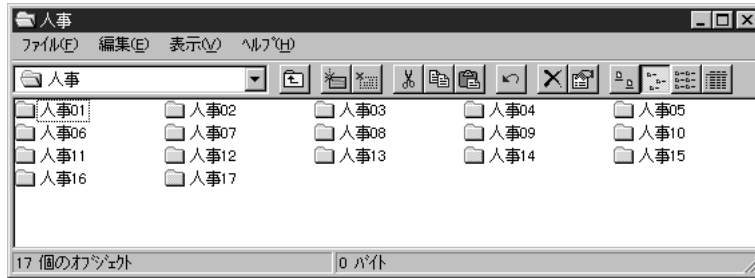 人事
ファイル(F) 編集(E) 表示(V) ヘルプ(H)
人事
人事01 人事02 人事03 人事04 人事05
人事06 人事07 人事08 人事09 人事10
人事11 人事12 人事13 人事14 人事15
人事16 人事17
17 個のオブジェクト 0 バイト